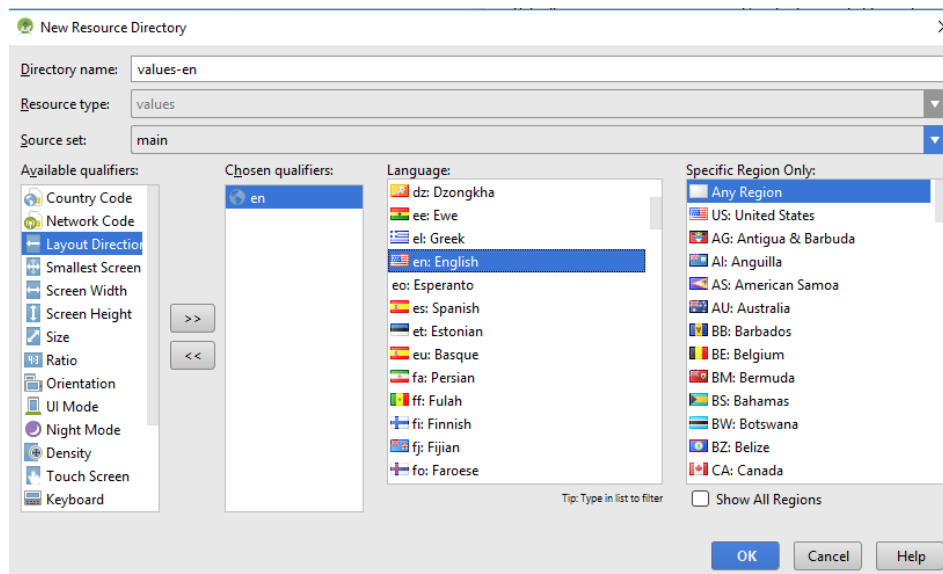 New Resource Directory
Directory name: values-en
Resource type: values
Source set: main
Available qualifiers:
Country Code
Network Code
Layout Direction
Smallest Screen
Screen Width
Screen Height
Size
Ratio
Orientation
UI Mode
Night Mode
Density
Touch Screen
Keyboard
>>
<<
Chosen qualifiers:
en
Language:
dz: Dzongkha
ee: Ewe
el: Greek
en: English
eo: Esperanto
es: Spanish
et: Estonian
eu: Basque
fa: Persian
ff: Fulah
fi: Finnish
fj: Fijian
fo: Faroese
Tip: Type in list to filter
Specific Region Only:
Any Region
US: United States
AG: Antigua & Barbuda
AI: Anguilla
AS: American Samoa
AU: Australia
BB: Barbados
BE: Belgium
BM: Bermuda
BS: Bahamas
BW: Botswana
BZ: Belize
CA: Canada
Show All Regions
OK Cancel Help